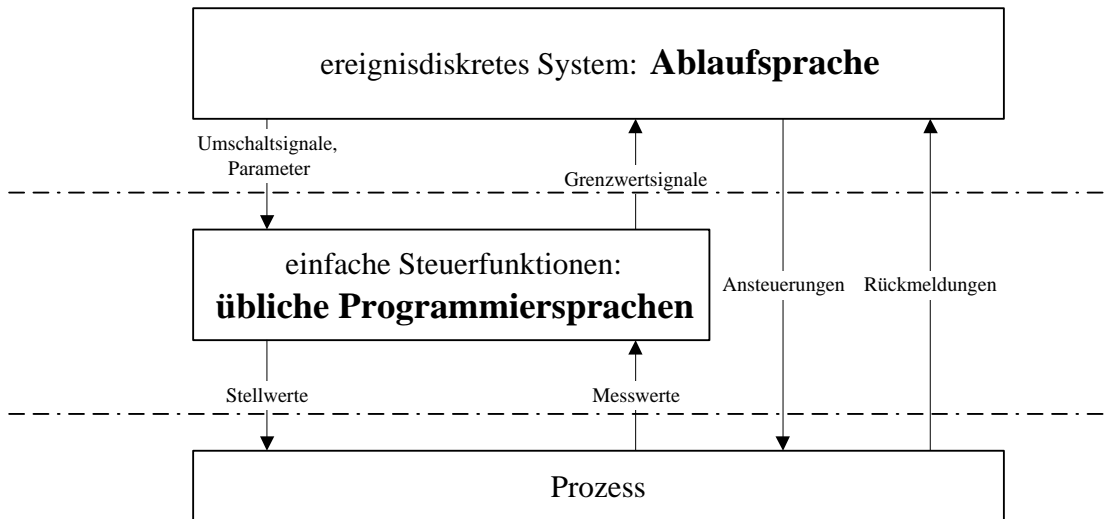 ereignisdiskretes System: Ablaufsprache
Umschaltsignale,
Parameter
Grenzwertsignale
einfache Steuerfunktionen:
übliche Programmiersprachen
Ansteuerungen
Rückmeldungen
Stellwerte
Messwerte
Prozess